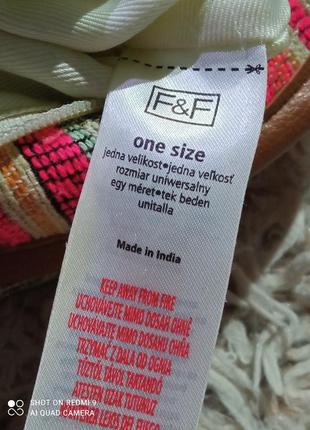 F&F
one size
jedna velikost•jedna veľkosť
rozmiar uniwersalny
egy méret•tek beden
unitalla
Made in India
KEEP AWAY FROM FIRE
UCHOVÁVEJTE MIMO DOSAH OHNĚ
UCHOVÁVAJTE MIMO DOSAHU OHŇA
TRZYMAĆ Z DALA OD OGNIA
TŰZTŐL TÁVOL TARTANDÓ
ATEŞTEN UZAK TUTUNUZ
SHOT ON REDMI 9
AI QUAD CAMERA